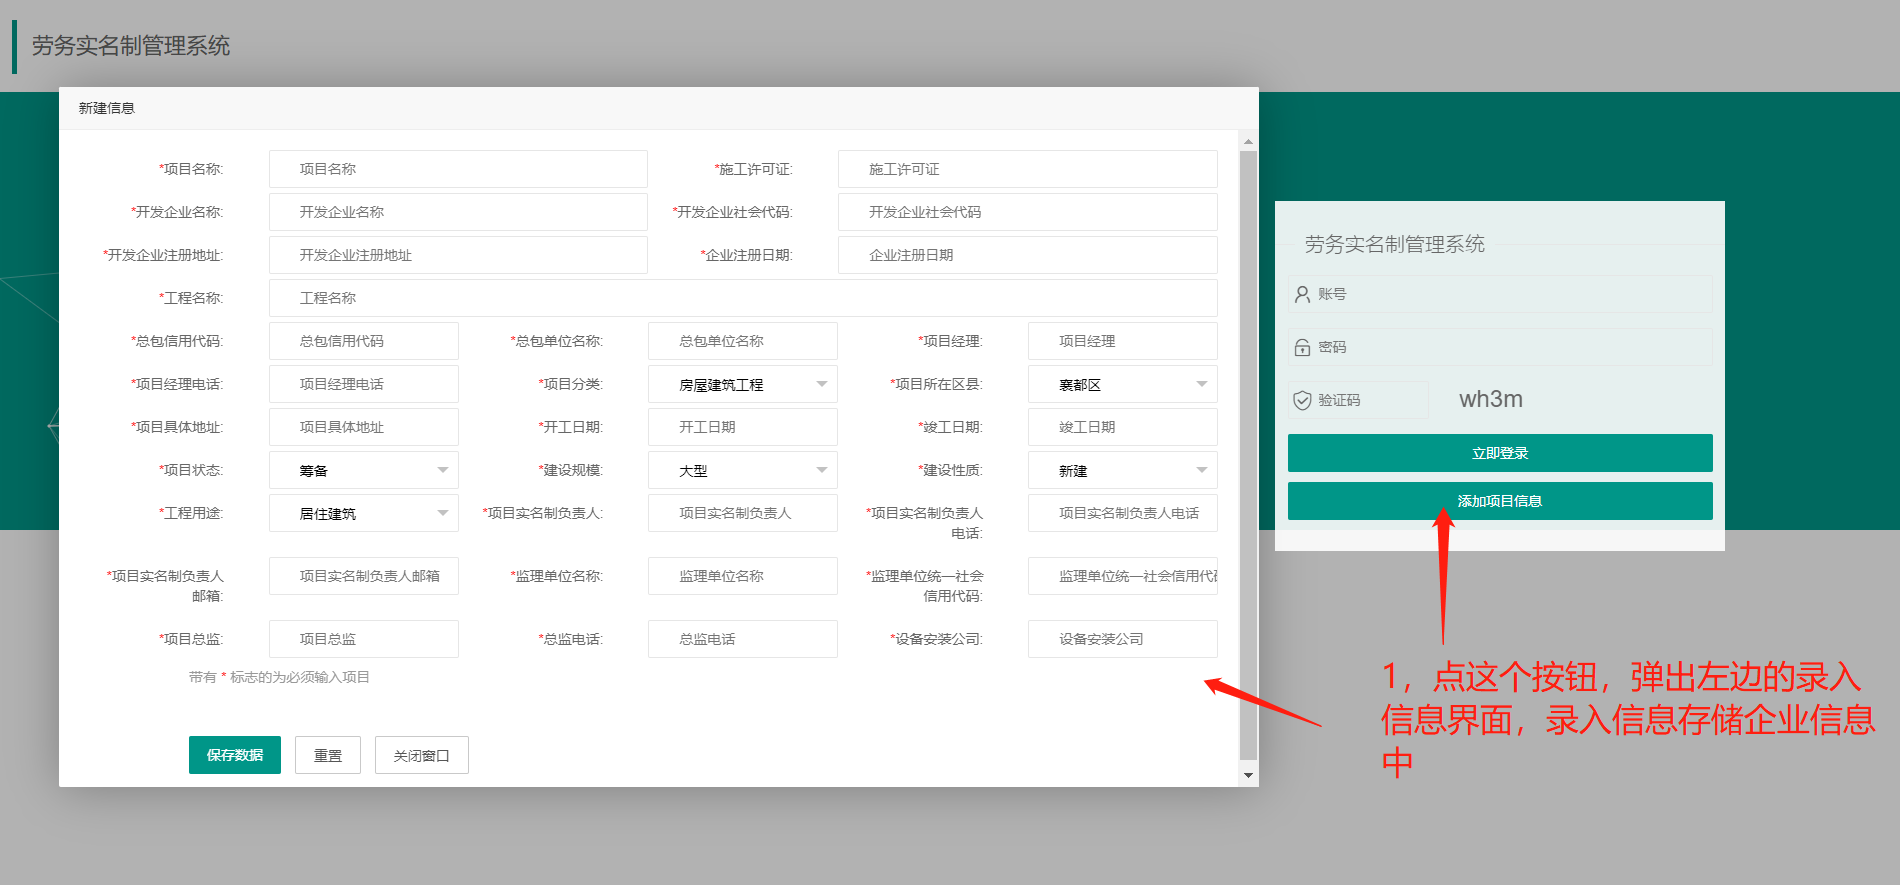 劳务实名制管理系统
新建信息
*项目名称: 项目名称 *施工许可证: 施工许可证
*开发企业名称: 开发企业名称 *开发企业社会代码: 开发企业社会代码
*开发企业注册地址: 开发企业注册地址 *企业注册日期: 企业注册日期
*工程名称: 工程名称
*总包信用代码: 总包信用代码 *总包单位名称: 总包单位名称 *项目经理: 项目经理
*项目经理电话: 项目经理电话 *项目分类: 房屋建筑工程 *项目所在区县: 襄都区
*项目具体地址: 项目具体地址 *开工日期: 开工日期 *竣工日期: 竣工日期
*项目状态: 筹备 *建设规模: 大型 *建设性质: 新建
*工程用途: 居住建筑 *项目实名制负责人: 项目实名制负责人 *项目实名制负责人 项目实名制负责人电话
电话:
*项目实名制负责人 项目实名制负责人邮箱 *监理单位名称: 监理单位名称 *监理单位统一社会 监理单位统一社会信用代
邮箱: 信用代码:
*项目总监: 项目总监 *总监电话: 总监电话 *设备安装公司: 设备安装公司
带有 * 标志的为必须输入项目
保存数据 重置 关闭窗口
劳务实名制管理系统
账号
密码
验证码 wh3m
立即登录
添加项目信息
1，点这个按钮，弹出左边的录入
信息界面，录入信息存储企业信息
中